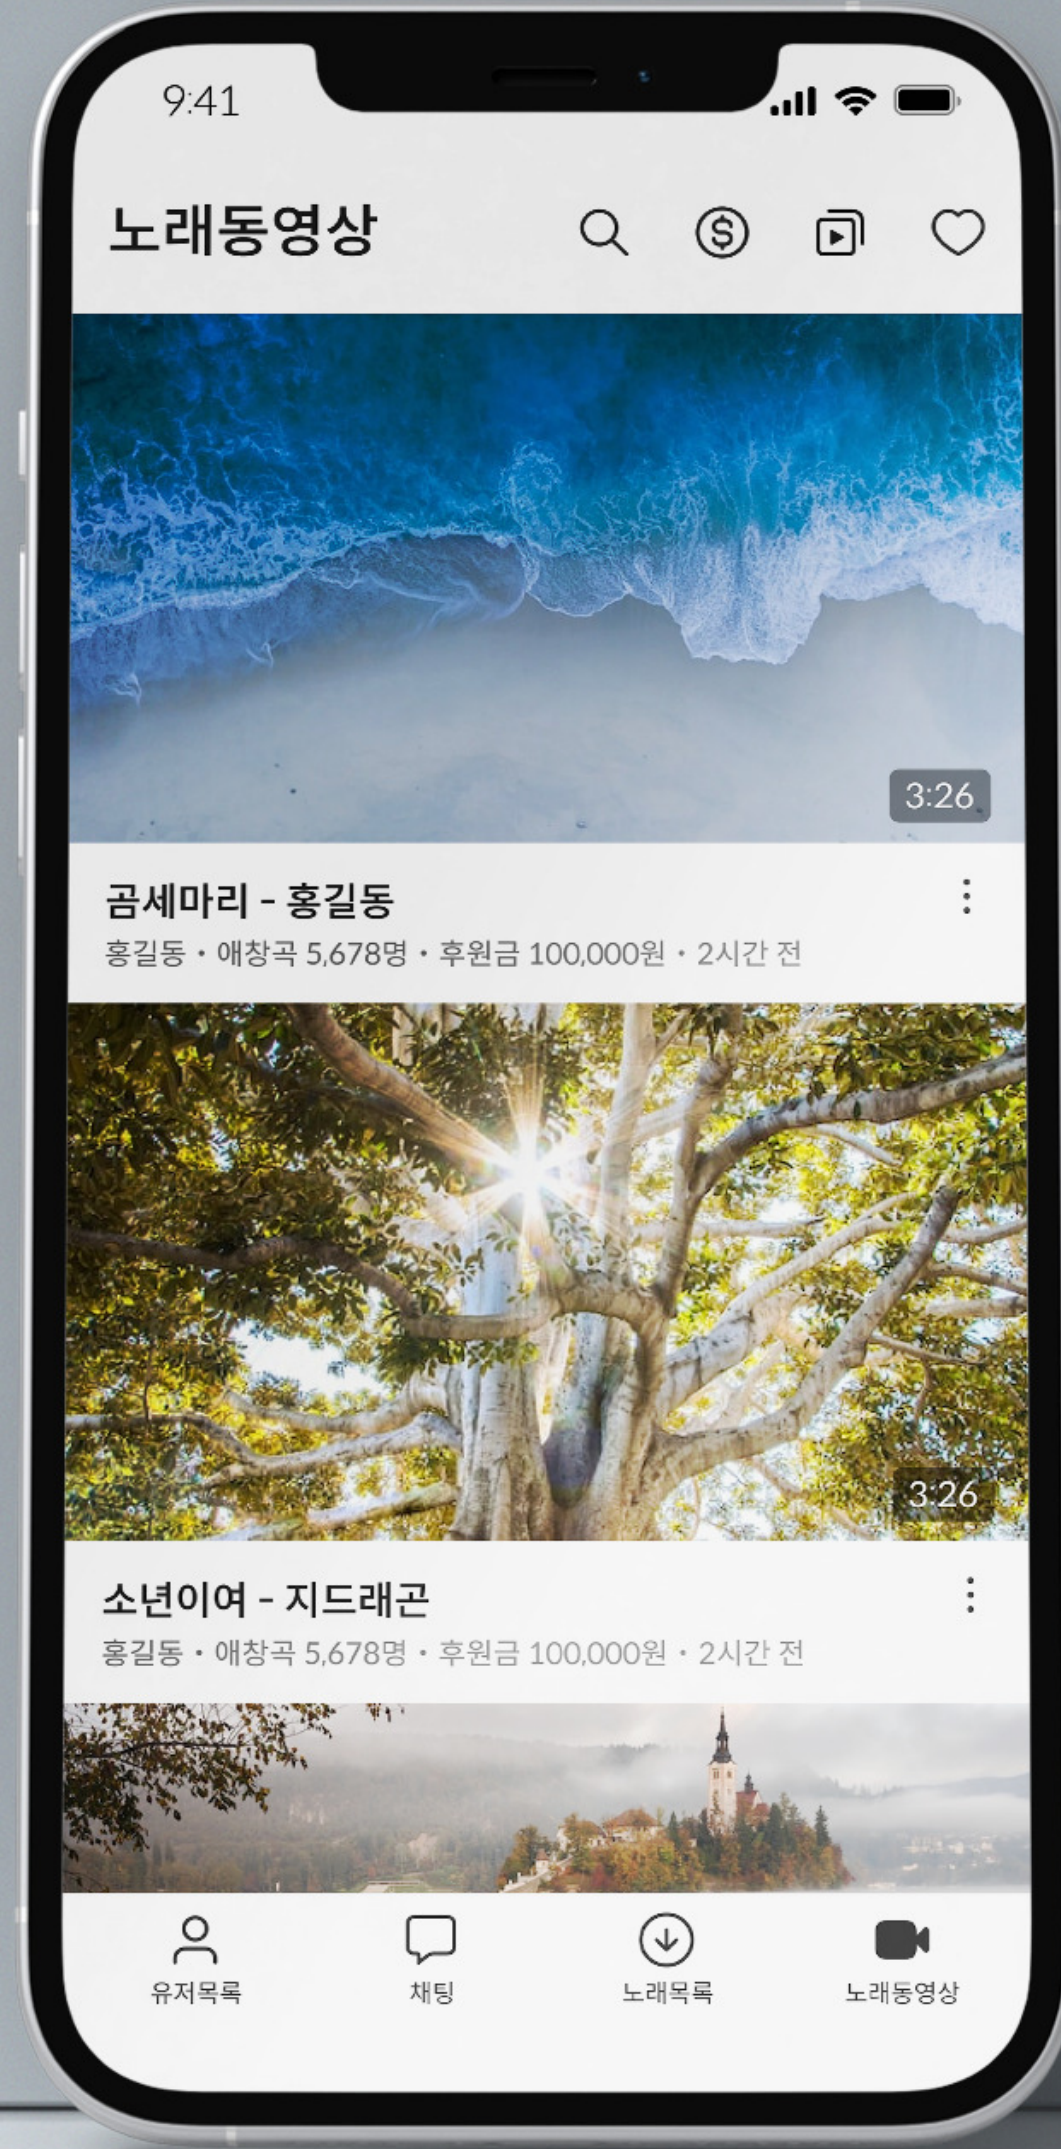 9:41
노래동영상
3:26
곰세마리 - 홍길동
홍길동 • 애창곡 5,678명 • 후원금 100,000원 • 2시간 전
3:26
소년이여 - 지드래곤
홍길동 • 애창곡 5,678명 • 후원금 100,000원 • 2시간 전
유저목록 채팅 노래목록 노래동영상